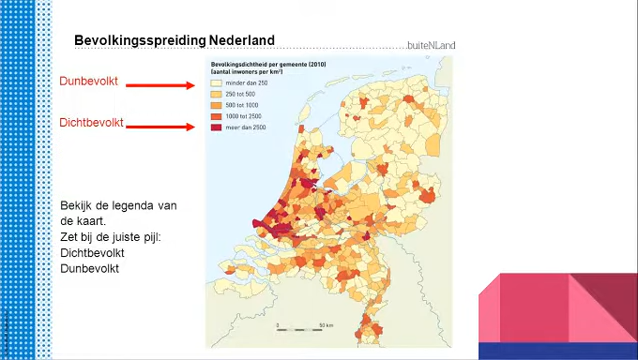 Bevolkingsspreiding Nederland
buiteNLand
Dunbevolkt
Dichtbevolkt
Bevolkingsdichtheid per gemeente (2010)
(aantal inwoners per km²)
minder dan 250
250 tot 500
500 tot 1000
1000 tot 2500
meer dan 2500
Bekijk de legenda van
de kaart.
Zet bij de juiste pijl:
Dichtbevolkt
Dunbevolkt
0 50 km